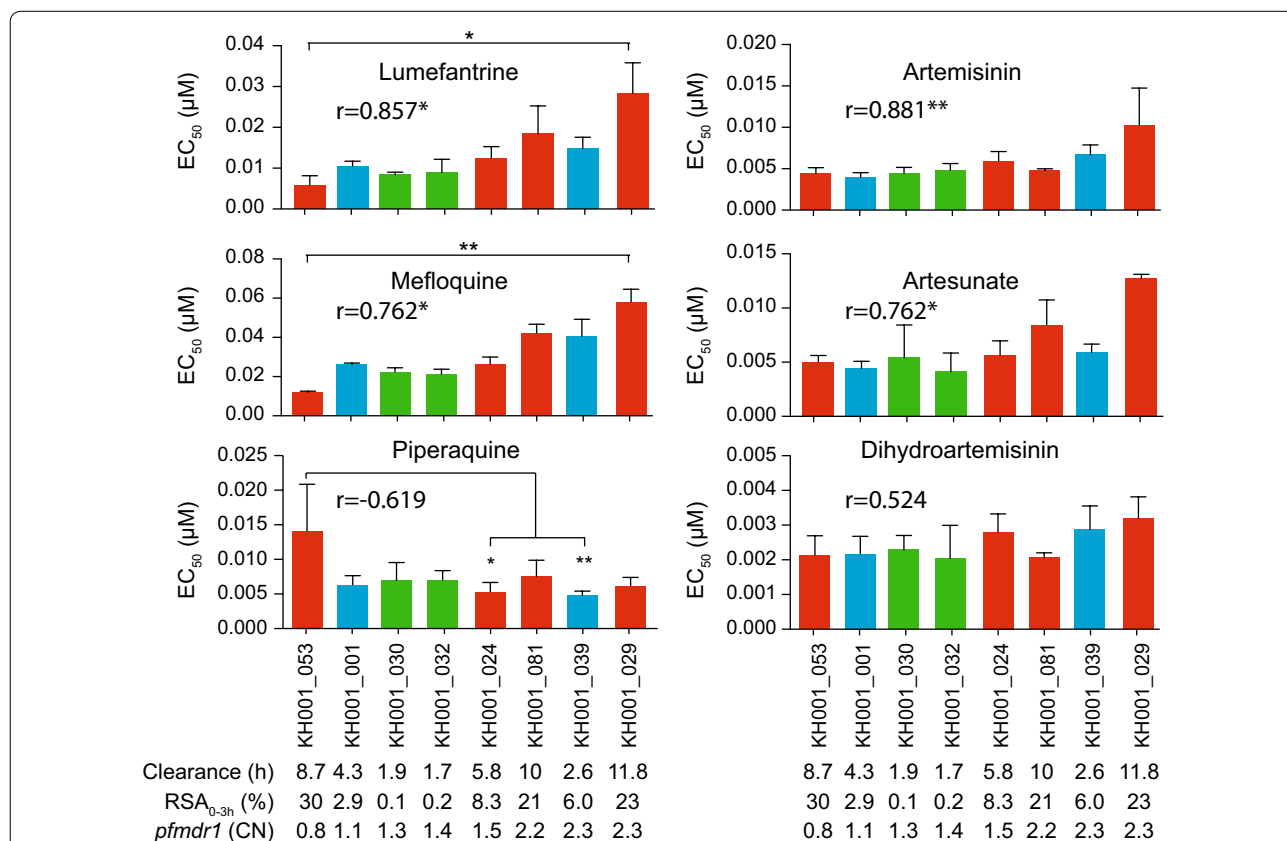 *
0.04
0.03
0.02
0.01
0.00
EC50 (µM)
Lumefantrine
r=0.857*
0.020
0.015
0.010
0.005
0.000
EC50 (µM)
Artemisinin
r=0.881**
**
0.08
0.06
0.04
0.02
0.00
EC50 (µM)
Mefloquine
r=0.762*
0.015
0.010
0.005
0.000
EC50 (µM)
Artesunate
r=0.762*
Piperaquine
0.025
0.020
0.015
0.010
0.005
0.000
EC50 (µM)
r=-0.619
*
**
Dihydroartemisinin
0.005
0.004
0.003
0.002
0.001
0.000
EC50 (µM)
r=0.524
KH001_053
KH001_001
KH001_030
KH001_032
KH001_024
KH001_081
KH001_039
KH001_029
KH001_053
KH001_001
KH001_030
KH001_032
KH001_024
KH001_081
KH001_039
KH001_029
Clearance (h) 8.7 4.3 1.9 1.7 5.8 10 2.6 11.8 8.7 4.3 1.9 1.7 5.8 10 2.6 11.8
RSA0-3h (%) 30 2.9 0.1 0.2 8.3 21 6.0 23 30 2.9 0.1 0.2 8.3 21 6.0 23
pfmdr1 (CN) 0.8 1.1 1.3 1.4 1.5 2.2 2.3 2.3 0.8 1.1 1.3 1.4 1.5 2.2 2.3 2.3